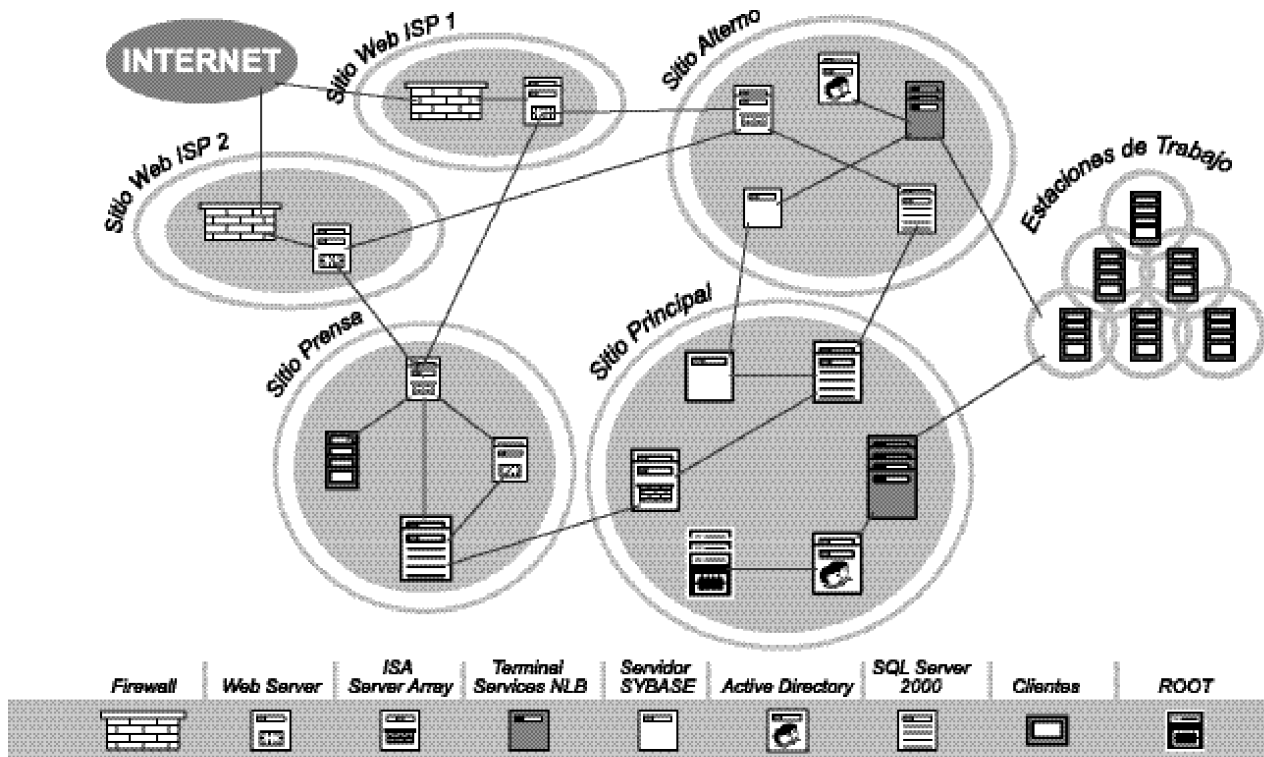 INTERNET
Sitio Web ISP 1
Sitio Alterno
Sitio Web ISP 2
Estaciones de Trabajo
Sitio Prensa
Sitio Principal
Firewall
Web Server
ISA
Server Array
Terminal
Services NLB
Servidor
SYBASE
Active Directory
SQL Server
2000
Clientes
ROOT